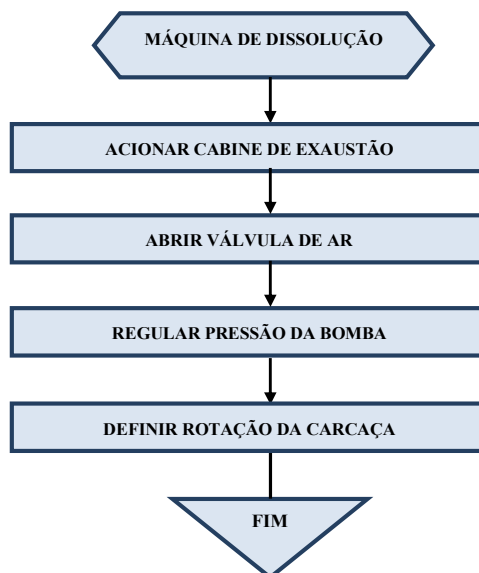 MÁQUINA DE DISSOLUÇÃO
ACIONAR CABINE DE EXAUSTÃO
ABRIR VÁLVULA DE AR
REGULAR PRESSÃO DA BOMBA
DEFINIR ROTAÇÃO DA CARCAÇA
FIM